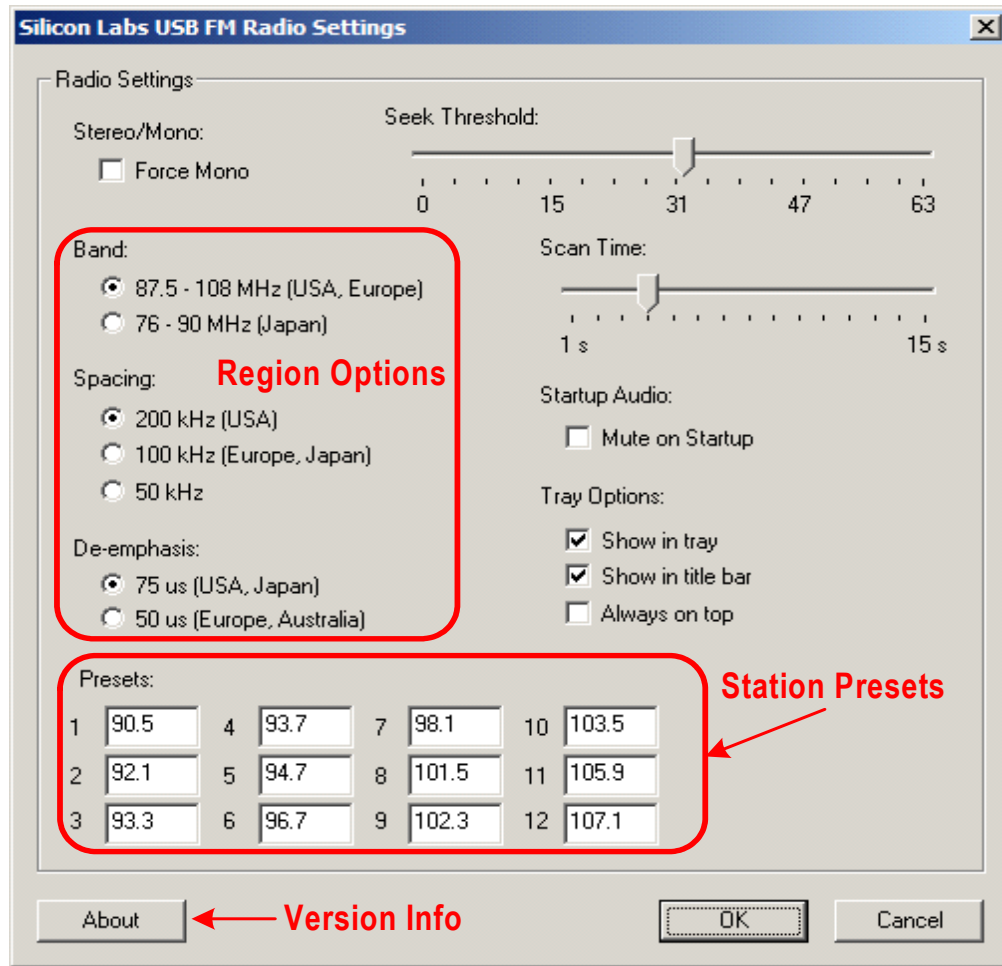 Silicon Labs USB FM Radio Settings
Radio Settings
Stereo/Mono:
Force Mono
Seek Threshold:
0 15 31 47 63
Band:
87.5 - 108 MHz (USA, Europe)
76 - 90 MHz (Japan)
Region Options
Spacing:
200 kHz (USA)
100 kHz (Europe, Japan)
50 kHz
De-emphasis:
75 us (USA, Japan)
50 us (Europe, Australia)
Scan Time:
1 s 15 s
Startup Audio:
Mute on Startup
Tray Options:
Show in tray
Show in title bar
Always on top
Presets:
1 90.5 4 93.7 7 98.1 10 103.5
2 92.1 5 94.7 8 101.5 11 105.9
3 93.3 6 96.7 9 102.3 12 107.1
Station Presets
About
Version Info
OK
Cancel